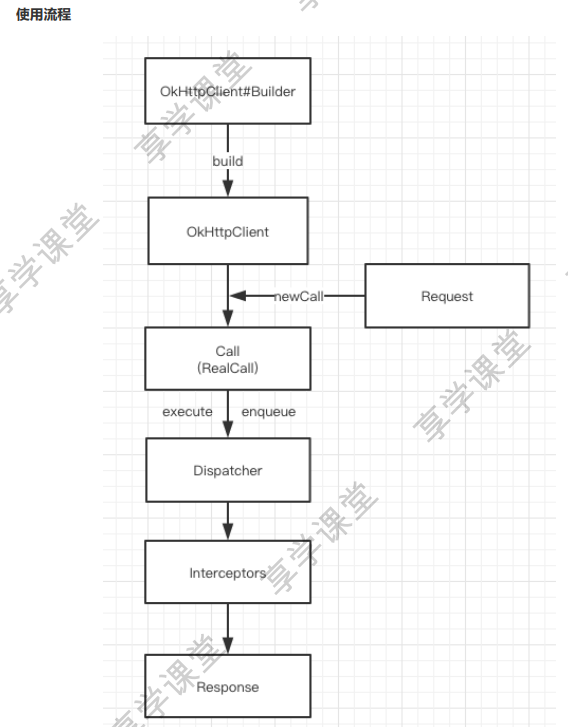 使用流程
OkHttpClient#Builder
build
OkHttpClient
newCall
Request
Call
(RealCall)
execute enqueue
Dispatcher
Interceptors
Response
享学课堂
享学课堂
享学课堂
享学课堂
享学课堂